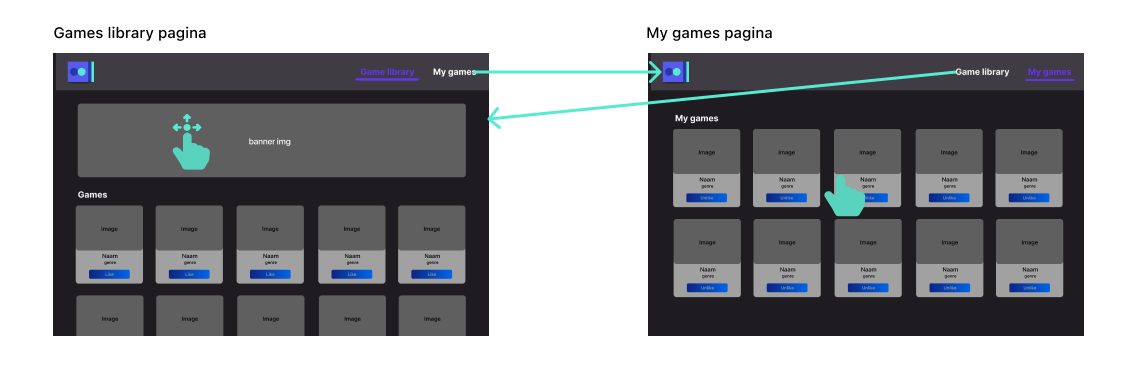 Games library pagina
Game library My games
banner img
Games
Image Image Image Image Image
Naam Naam Naam Naam Naam
genre genre genre genre genre
Like Like Like Like Like
Image Image Image Image Image
My games pagina
Game library My games
My games
Image Image Image Image Image
Naam Naam Naam Naam Naam
genre genre genre genre genre
Unlike Unlike Unlike Unlike
Image Image Image Image Image
Naam Naam Naam Naam Naam
genre genre genre genre genre
Unlike Unlike Unlike Unlike Unlike